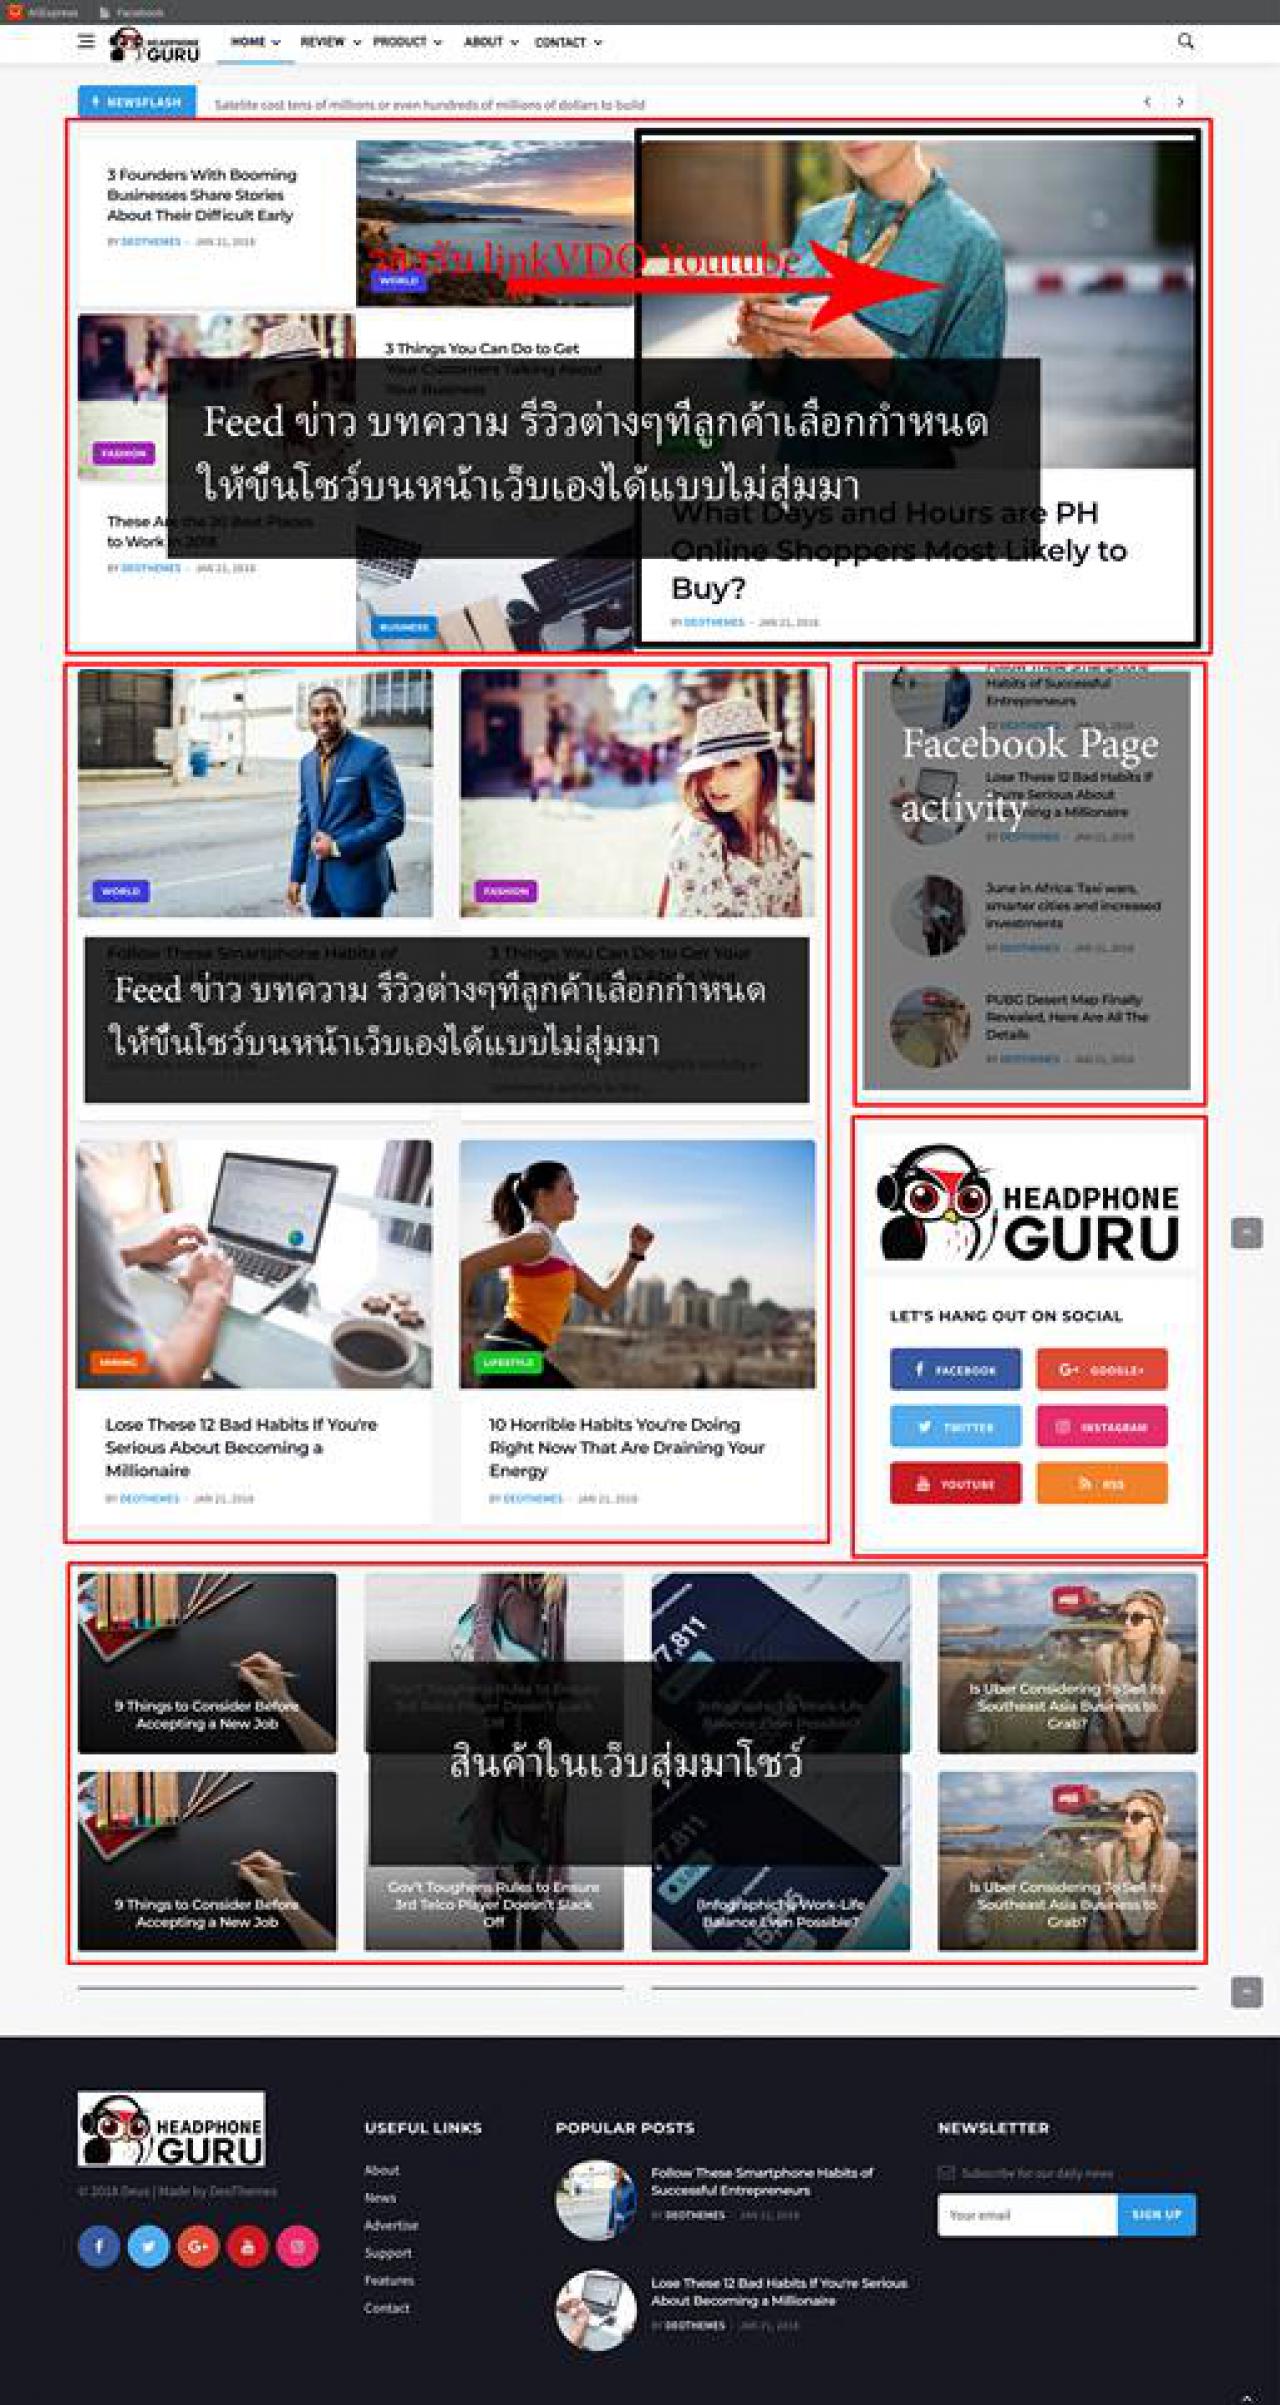 AliExpress
Facebook
HEADPHONE
GURU
HOME
REVIEW
PRODUCT
ABOUT
CONTACT
NEWSFLASH
Satelite cost tens of millions or even hundreds of millions of dollars to build
3 Founders With Booming
Businesses Share Stories
About Their Difficult Early
BY DEOTHEMES - JAN 21, 2018
รองรับ linkVDO Youtube
WORLD
3 Things You Can Do to Get
Your Customers Talking About
Your Business
FASHION
Feed ข่าว บทความ รีวิวต่างๆที่ลูกค้าเลือกกำหนด
ให้ขึ้นโชว์บนหน้าเว็บเองได้แบบไม่สุ่มมา
These Are the 20 Best Places
to Work in 2018
BY DEOTHEMES - JAN 21, 2018
BUSINESS
What Days and Hours are PH
Online Shoppers Most Likely to
Buy?
BY DEOTHEMES - JAN 21, 2018
WORLD
FASHION
Follow These Smartphone Habits of
Successful Entrepreneurs
3 Things You Can Do to Get Your
Feed ข่าว บทความ รีวิวต่างๆที่ลูกค้าเลือกกำหนด
ให้ขึ้นโชว์บนหน้าเว็บเองได้แบบไม่สุ่มมา
Habits of Successful
Entrepreneurs
BY DEOTHEMES - JAN 21, 2018
Facebook Page
activity
Lose These 12 Bad Habits If
You're Serious About
Becoming a Millionaire
BY DEOTHEMES - JAN 21, 2018
June in Africa: Taxi wars,
smarter cities and increased
investments
BY DEOTHEMES - JAN 21, 2018
PUBG Desert Map Finally
Revealed, Here Are All The
Details
BY DEOTHEMES - JAN 21, 2018
MINING
LIFESTYLE
Lose These 12 Bad Habits If You're
Serious About Becoming a
Millionaire
BY DEOTHEMES - JAN 21, 2018
10 Horrible Habits You're Doing
Right Now That Are Draining Your
Energy
BY DEOTHEMES - JAN 21, 2018
HEADPHONE
GURU
LET'S HANG OUT ON SOCIAL
FACEBOOK
GOOGLE+
TWITTER
INSTAGRAM
YOUTUBE
RSS
9 Things to Consider Before
Accepting a New Job
Gov't Toughens Rules to Ensure
3rd Telco Player Doesn't Slack
Off
77,811
(Infographic) Is Work-Life
Balance Even Possible?
Is Uber Considering To Sell its
Southeast Asia Business to
Grab?
สินค้าในเว็บสุ่มมาโชว์
9 Things to Consider Before
Accepting a New Job
Gov't Toughens Rules to Ensure
3rd Telco Player Doesn't Slack
Off
77,811
(Infographic) Is Work-Life
Balance Even Possible?
Is Uber Considering To Sell its
Southeast Asia Business to
Grab?
HEADPHONE
GURU
© 2018 Deus | Made by DeoThemes
USEFUL LINKS
About
News
Advertise
Support
Features
Contact
POPULAR POSTS
Follow These Smartphone Habits of
Successful Entrepreneurs
BY DEOTHEMES - JAN 21, 2018
Lose These 12 Bad Habits If You're Serious
About Becoming a Millionaire
BY DEOTHEMES - JAN 21, 2018
NEWSLETTER
Subscribe for our daily news
Your email
SIGN UP